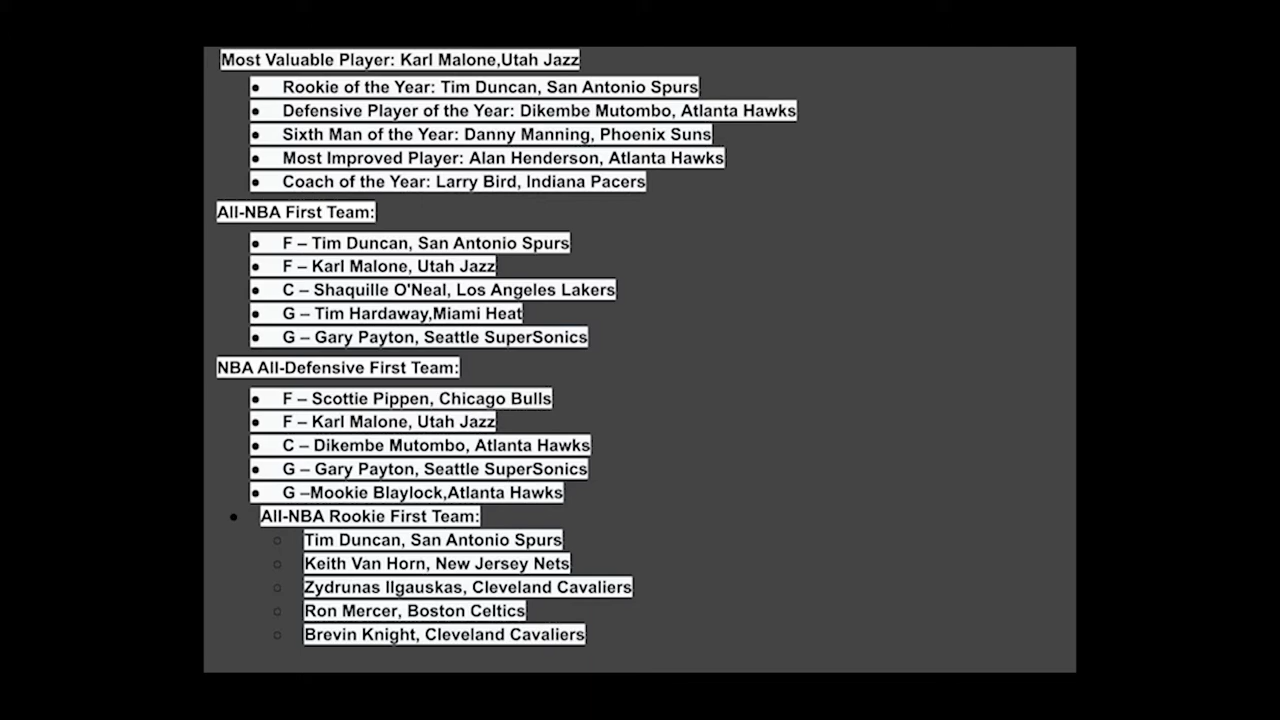 Most Valuable Player: Karl Malone,Utah Jazz
● Rookie of the Year: Tim Duncan, San Antonio Spurs
● Defensive Player of the Year: Dikembe Mutombo, Atlanta Hawks
● Sixth Man of the Year: Danny Manning, Phoenix Suns
● Most Improved Player: Alan Henderson, Atlanta Hawks
● Coach of the Year: Larry Bird, Indiana Pacers
All-NBA First Team:
● F – Tim Duncan, San Antonio Spurs
● F – Karl Malone, Utah Jazz
● C – Shaquille O'Neal, Los Angeles Lakers
● G – Tim Hardaway,Miami Heat
● G – Gary Payton, Seattle SuperSonics
NBA All-Defensive First Team:
● F – Scottie Pippen, Chicago Bulls
● F – Karl Malone, Utah Jazz
● C – Dikembe Mutombo, Atlanta Hawks
● G – Gary Payton, Seattle SuperSonics
● G –Mookie Blaylock,Atlanta Hawks
● All-NBA Rookie First Team:
○ Tim Duncan, San Antonio Spurs
○ Keith Van Horn, New Jersey Nets
○ Zydrunas Ilgauskas, Cleveland Cavaliers
○ Ron Mercer, Boston Celtics
○ Brevin Knight, Cleveland Cavaliers